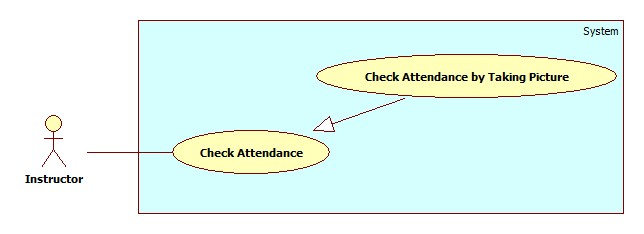 System
Check Attendance by Taking Picture
Check Attendance
Instructor